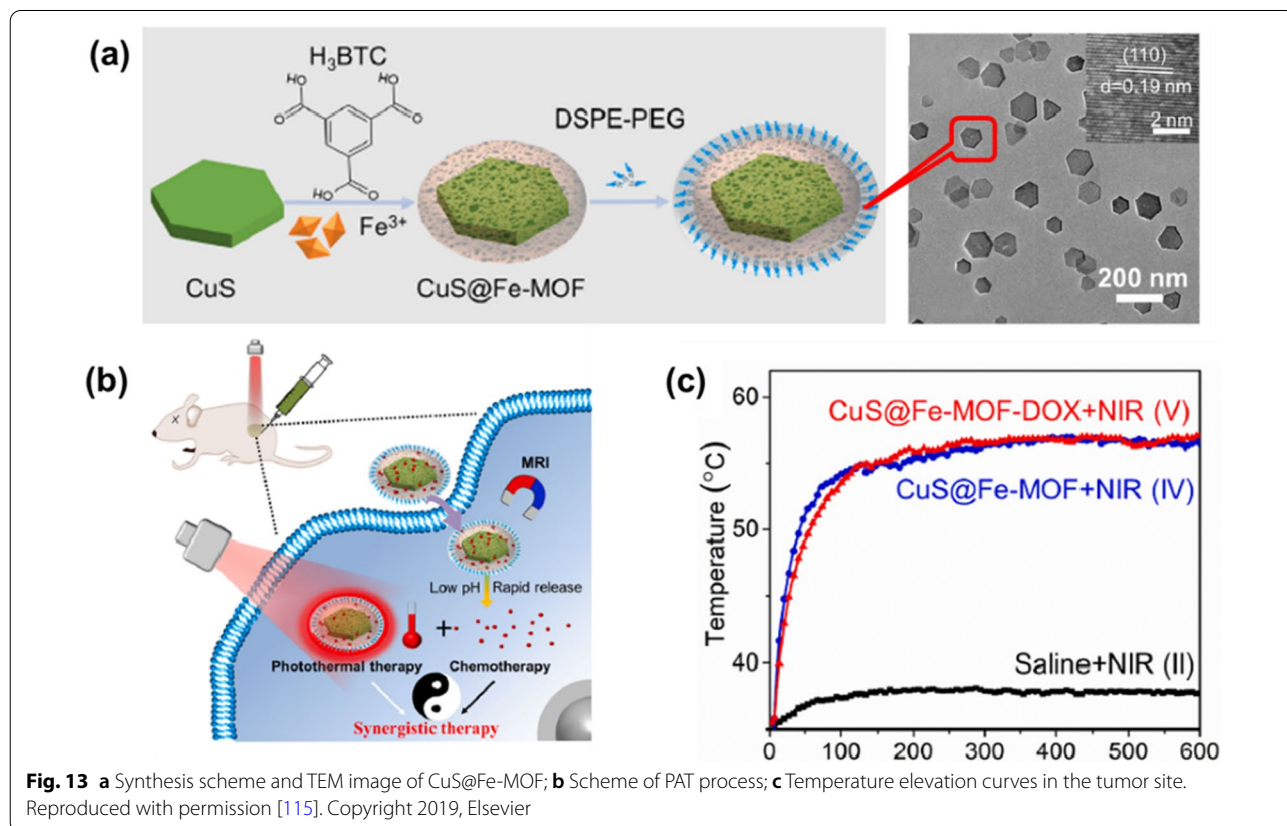 (a)
H₃BTC
HO
O
O
OH
HO
O
DSPE-PEG
Fe³⁺
CuS
CuS@Fe-MOF
(110)
d=0.19 nm
2 nm
200 nm
(b)
x
MRI
Low pH Rapid release
+
Photothermal therapy Chemotherapy
Synergistic therapy
(c)
Temperature (°C)
60
50
40
CuS@Fe-MOF-DOX+NIR (V)
CuS@Fe-MOF+NIR (IV)
Saline+NIR (II)
0 100 200 300 400 500 600
Fig. 13 a Synthesis scheme and TEM image of CuS@Fe-MOF; b Scheme of PAT process; c Temperature elevation curves in the tumor site.
Reproduced with permission [115]. Copyright 2019, Elsevier